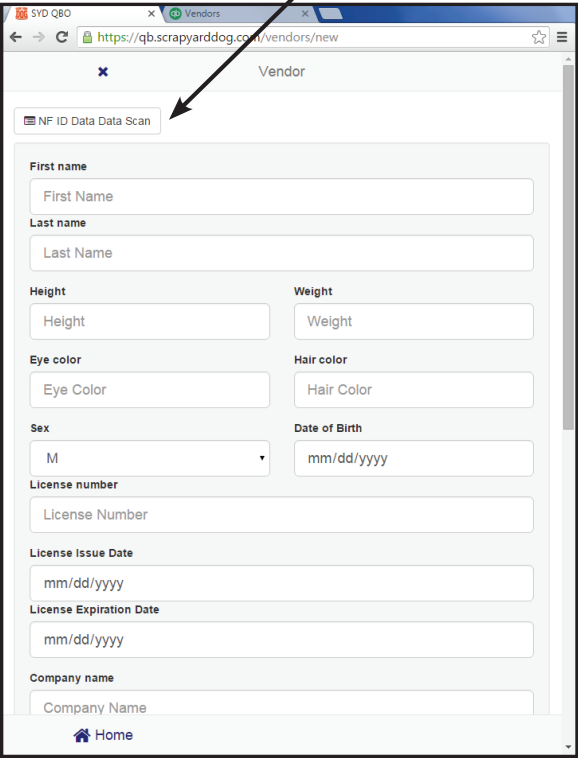 SYD QBO
Vendors
https://qb.scrapyarddog.com/vendors/new
Vendor
NF ID Data Data Scan
First name
First Name
Last name
Last Name
Height Weight
Height Weight
Eye color Hair color
Eye Color Hair Color
Sex Date of Birth
M mm/dd/yyyy
License number
License Number
License Issue Date
mm/dd/yyyy
License Expiration Date
mm/dd/yyyy
Company name
Company Name
Home